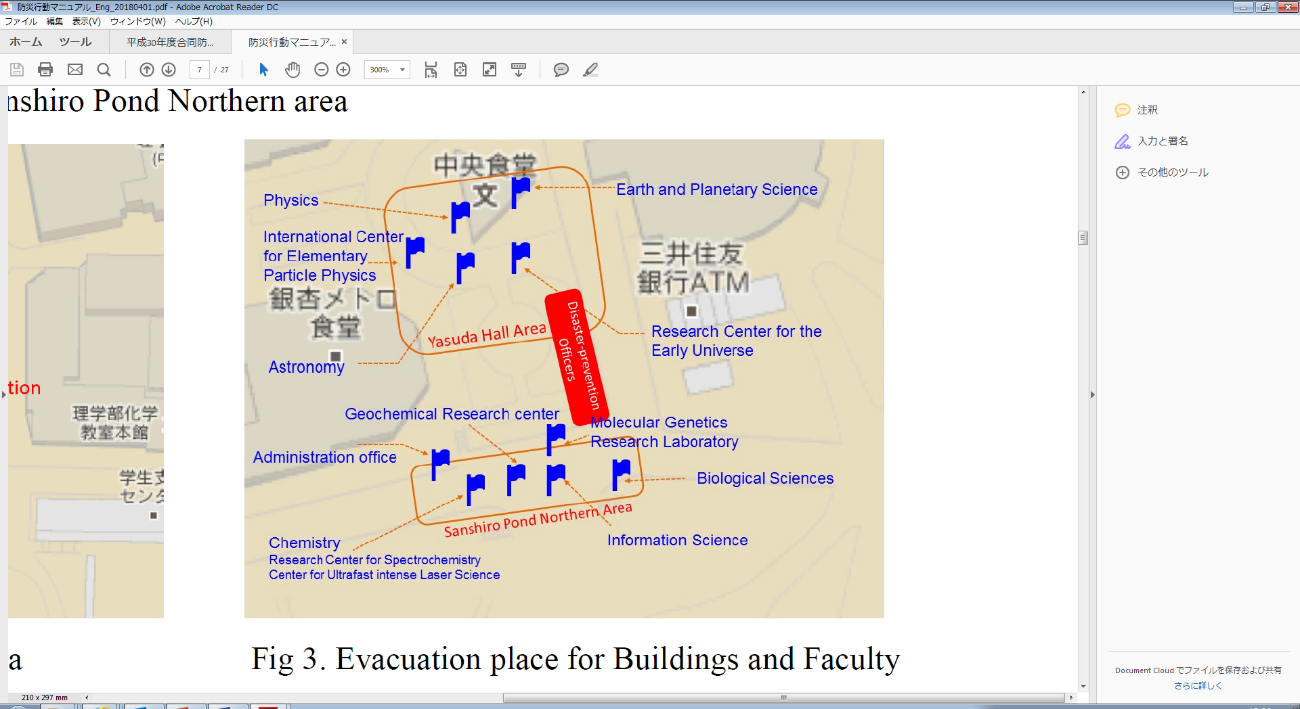 防災行動マニュアル_Eng_20180401.pdf - Adobe Acrobat Reader DC
ファイル 編集 表示(V) ウィンドウ(W) ヘルプ(H)
ホーム ツール 平成30年度合同防... 防災行動マニュア... ×
7 / 27 300%
nshiro Pond Northern area
注釈
入力と署名
その他のツール
中央食堂
文
Physics
Earth and Planetary Science
International Center
for Elementary
Particle Physics
三井住友
銀行ATM
銀杏メトロ
食堂
Disaster-prevention
Officers
Yasuda Hall Area
Research Center for the
Early Universe
Astronomy
tion
理学部化学
教室本館
Geochemical Research center
Molecular Genetics
Research Laboratory
Administration office
学生支
センタ
Biological Sciences
Sanshiro Pond Northern Area
Chemistry
Research Center for Spectrochemistry
Center for Ultrafast intense Laser Science
Information Science
a
Fig 3. Evacuation place for Buildings and Faculty
Document Cloud でファイルを保存および共有
さらに詳しく
210 x 297 mm